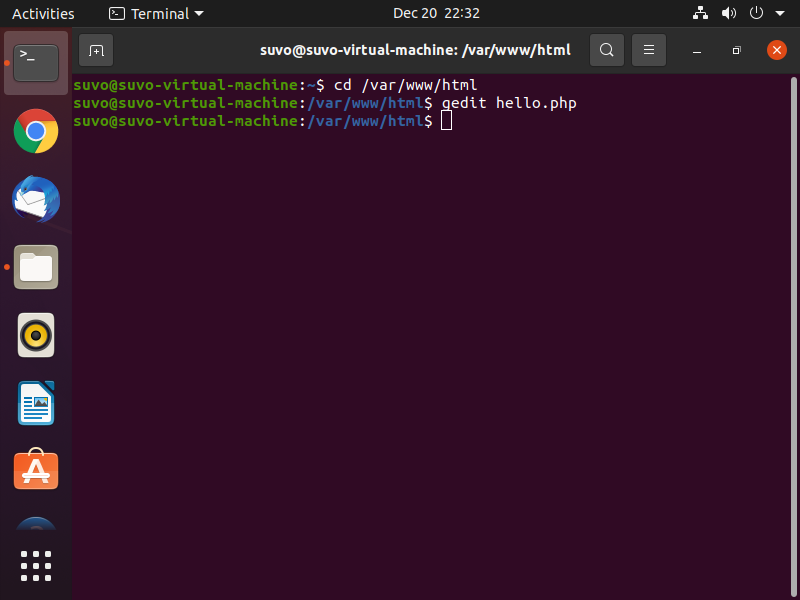 Activities
Terminal
Dec 20 22:32
suvo@suvo-virtual-machine: /var/www/html
suvo@suvo-virtual-machine:~$ cd /var/www/html
suvo@suvo-virtual-machine:/var/www/html$ gedit hello.php
suvo@suvo-virtual-machine:/var/www/html$